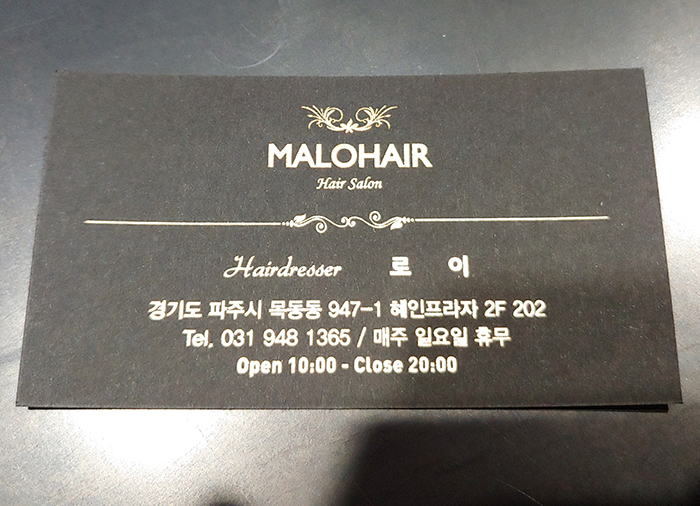 MALOHAIR
Hair Salon
Hairdresser 로 이
경기도 파주시 목동동 947-1 혜인프라자 2F 202
Tel. 031 948 1365 / 매주 일요일 휴무
Open 10:00 - Close 20:00